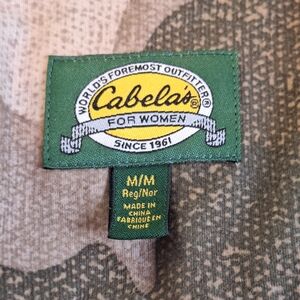 WORLD'S FOREMOST OUTFITTER®
Cabela's®
FOR WOMEN
SINCE 1961
M/M
Reg/Nor
MADE IN
CHINA
FABRIQUÉ EN
CHINE